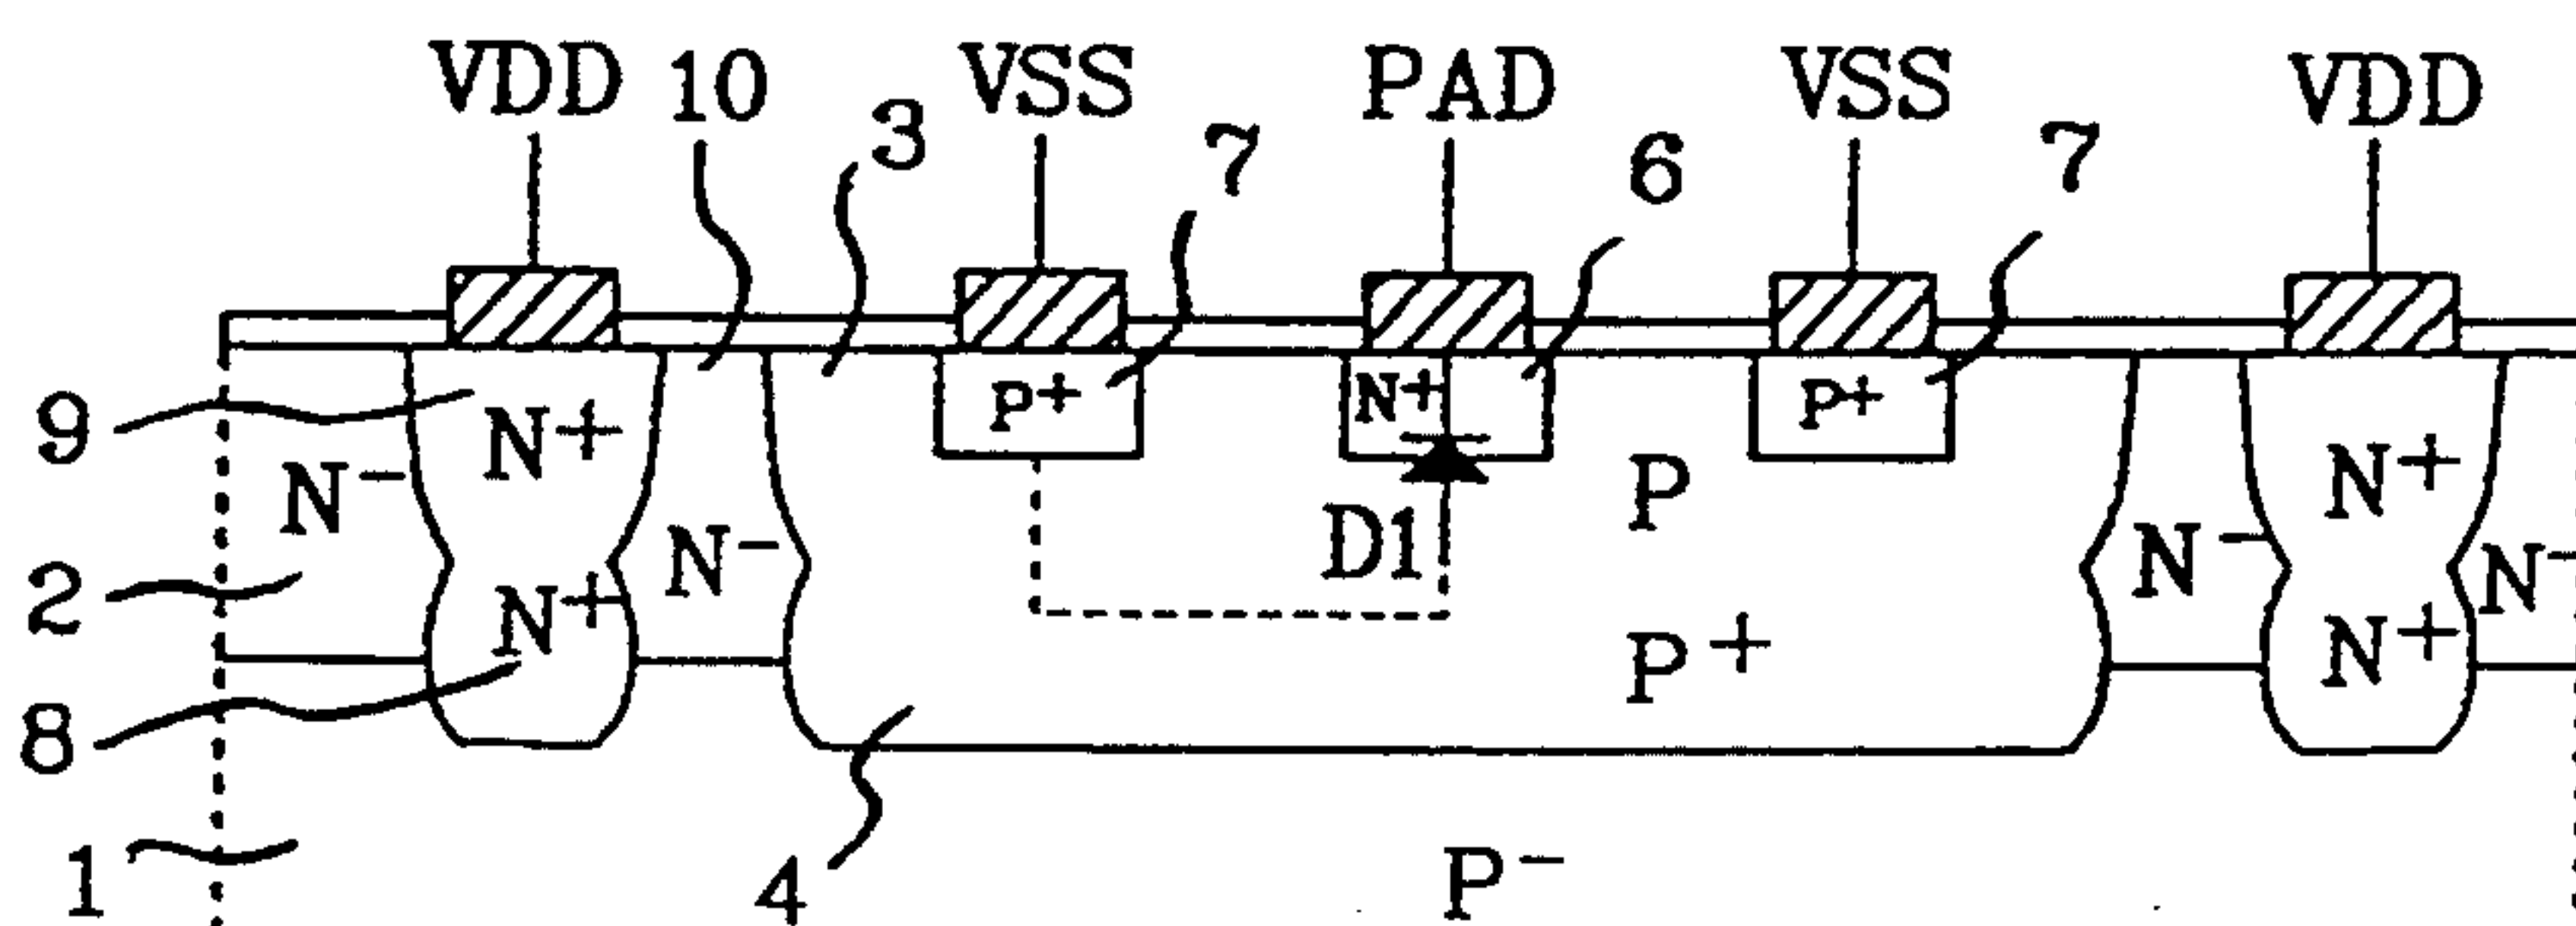 VDD 10 VSS PAD VSS VDD
3 7 6 7
9 N+ P+ N+ P+ N+
N- P D1 N-
2 N+ N- P+ N+ N-
8
1 4 P-